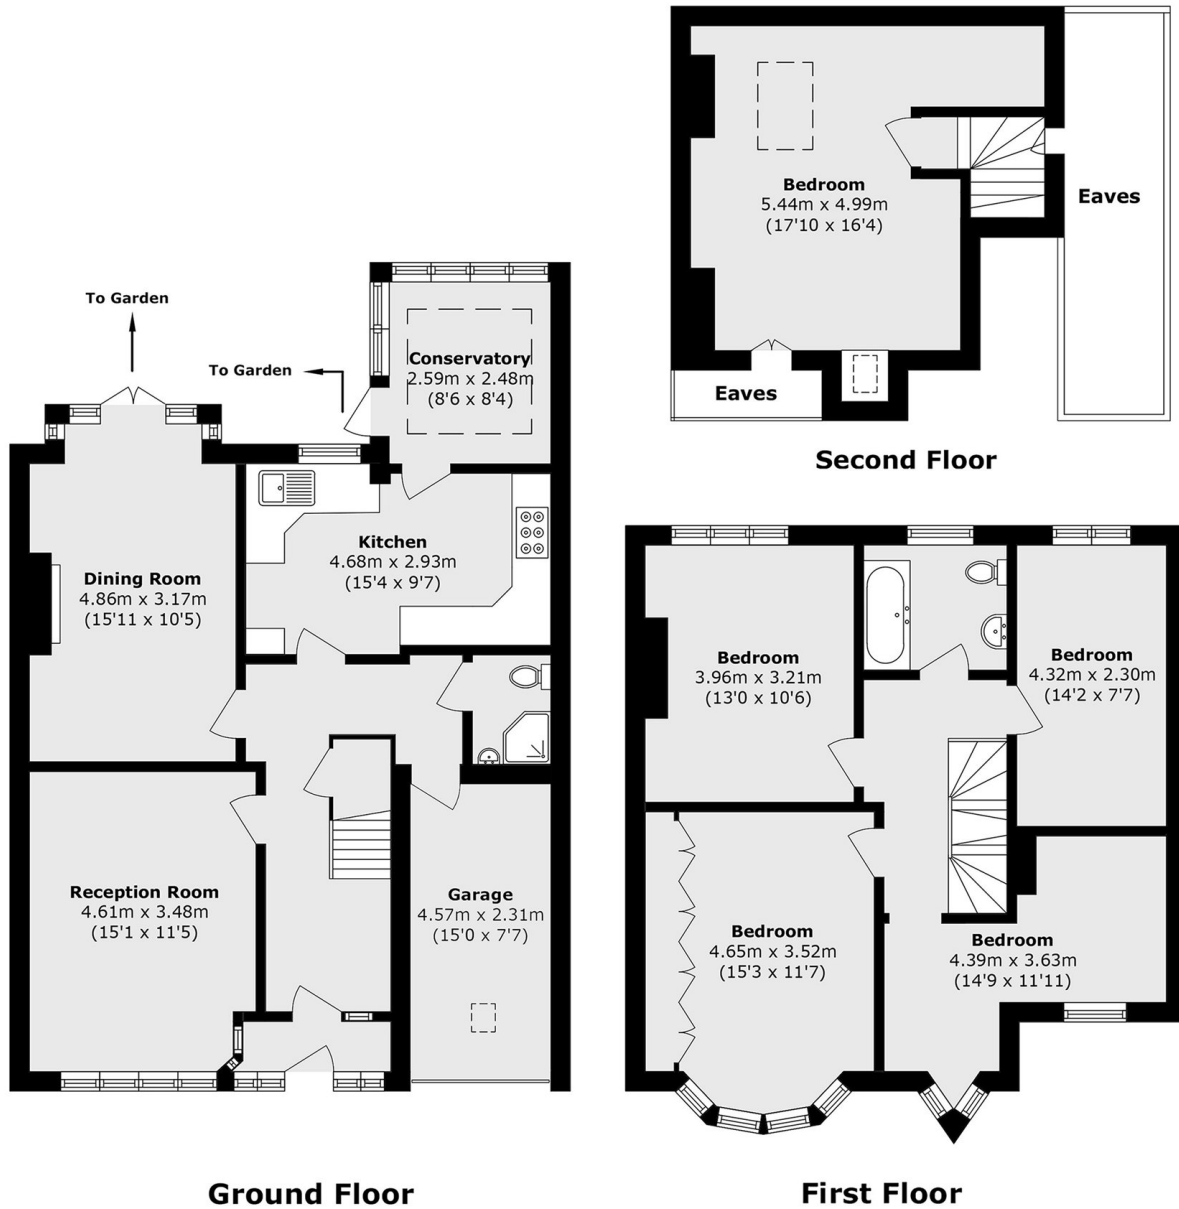 To Garden
To Garden
Conservatory
2.59m x 2.48m
(8'6 x 8'4)
Kitchen
4.68m x 2.93m
(15'4 x 9'7)
Dining Room
4.86m x 3.17m
(15'11 x 10'5)
Reception Room
4.61m x 3.48m
(15'1 x 11'5)
Garage
4.57m x 2.31m
(15'0 x 7'7)
Ground Floor
Bedroom
5.44m x 4.99m
(17'10 x 16'4)
Eaves
Eaves
Second Floor
Bedroom
3.96m x 3.21m
(13'0 x 10'6)
Bedroom
4.32m x 2.30m
(14'2 x 7'7)
Bedroom
4.65m x 3.52m
(15'3 x 11'7)
Bedroom
4.39m x 3.63m
(14'9 x 11'11)
First Floor